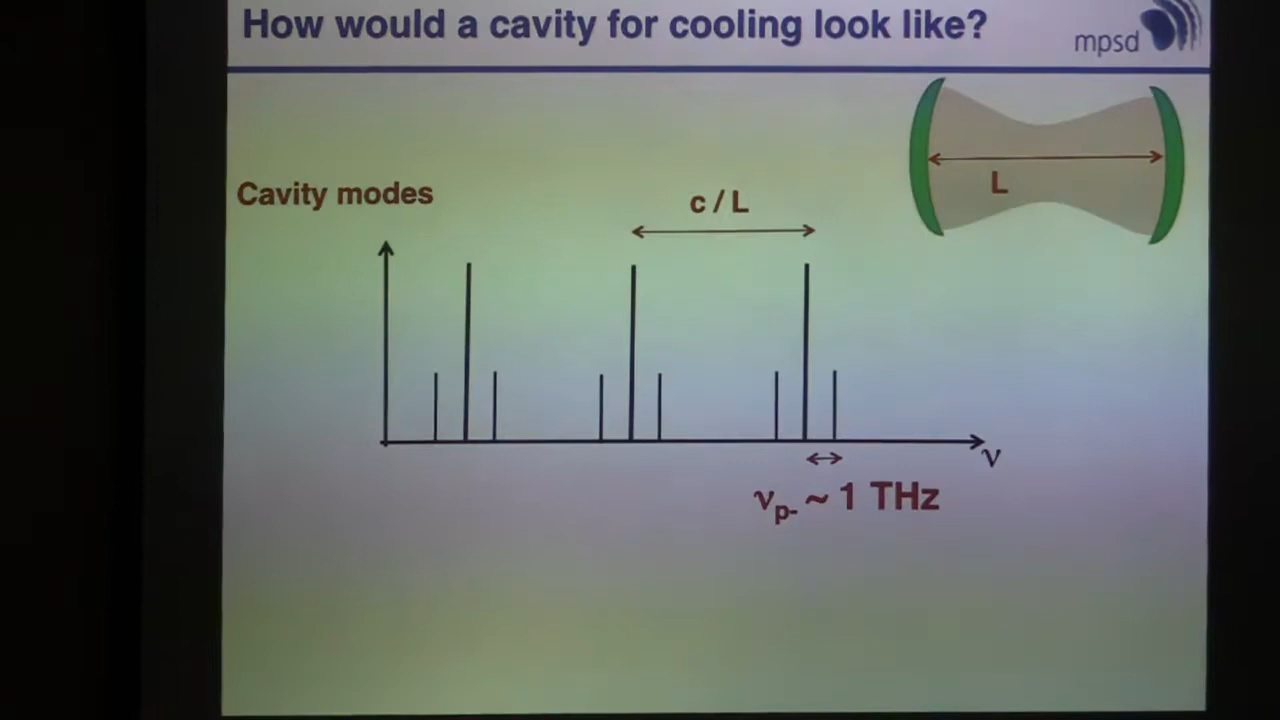 How would a cavity for cooling look like?
mpsd
L
Cavity modes
c / L
ν
νp- ~ 1 THz